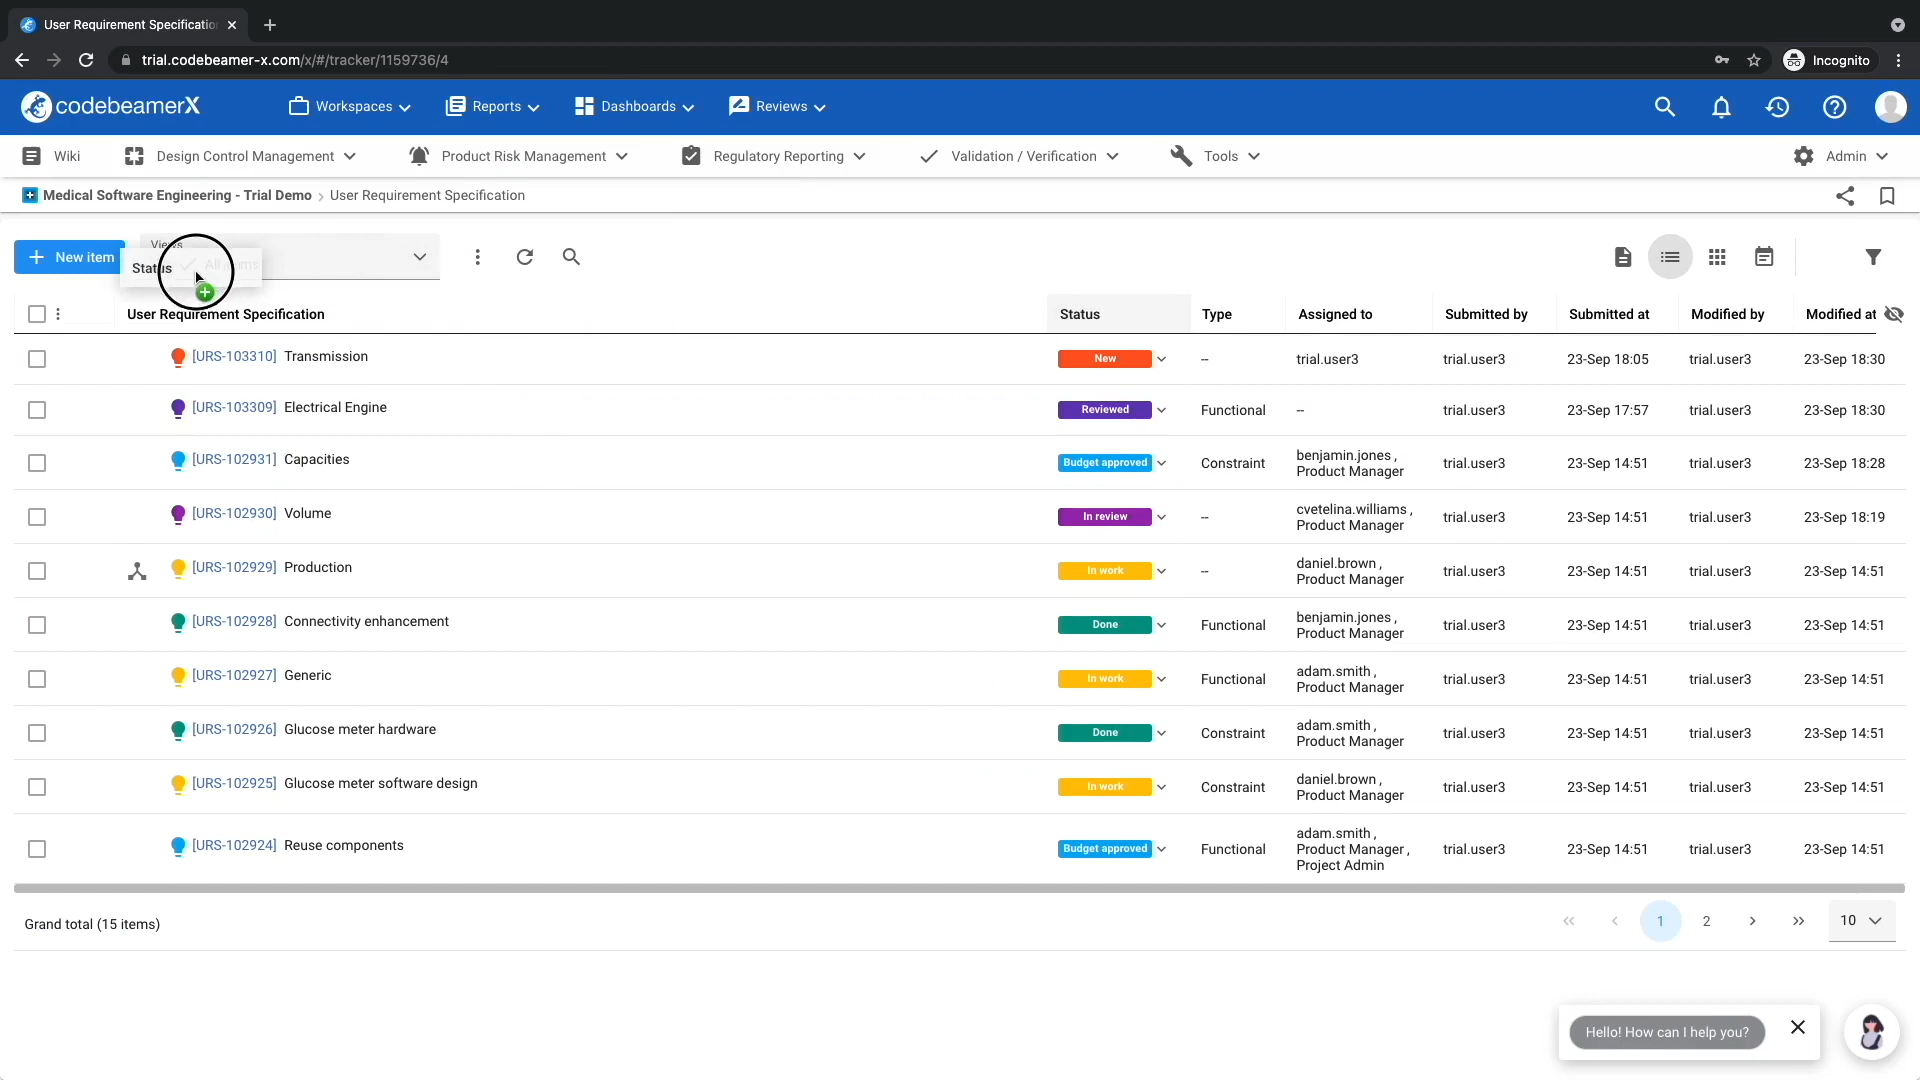 User Requirement Specificatio
trial.codebeamer-x.com/x/#/tracker/1159736/4
Incognito
codebeamerX
Workspaces
Reports
Dashboards
Reviews
Wiki
Design Control Management
Product Risk Management
Regulatory Reporting
Validation / Verification
Tools
Admin
Medical Software Engineering - Trial Demo › User Requirement Specification
New item
Views
Status
User Requirement Specification Status Type Assigned to Submitted by Submitted at Modified by Modified at
[URS-103310] Transmission New -- trial.user3 trial.user3 23-Sep 18:05 trial.user3 23-Sep 18:30
[URS-103309] Electrical Engine Reviewed Functional -- trial.user3 23-Sep 17:57 trial.user3 23-Sep 18:30
[URS-102931] Capacities Budget approved Constraint benjamin.jones , trial.user3 23-Sep 14:51 trial.user3 23-Sep 18:28
Product Manager
[URS-102930] Volume In review -- cvetelina.williams , trial.user3 23-Sep 14:51 trial.user3 23-Sep 18:19
Product Manager
[URS-102929] Production In work -- daniel.brown , trial.user3 23-Sep 14:51 trial.user3 23-Sep 14:51
Product Manager
[URS-102928] Connectivity enhancement Done Functional benjamin.jones , trial.user3 23-Sep 14:51 trial.user3 23-Sep 14:51
Product Manager
[URS-102927] Generic In work Functional adam.smith , trial.user3 23-Sep 14:51 trial.user3 23-Sep 14:51
Product Manager
[URS-102926] Glucose meter hardware Done Constraint adam.smith , trial.user3 23-Sep 14:51 trial.user3 23-Sep 14:51
Product Manager
[URS-102925] Glucose meter software design In work Constraint daniel.brown , trial.user3 23-Sep 14:51 trial.user3 23-Sep 14:51
Product Manager
[URS-102924] Reuse components Budget approved Functional adam.smith , trial.user3 23-Sep 14:51 trial.user3 23-Sep 14:51
Product Manager ,
Project Admin
Grand total (15 items)
1 2 10
Hello! How can I help you?